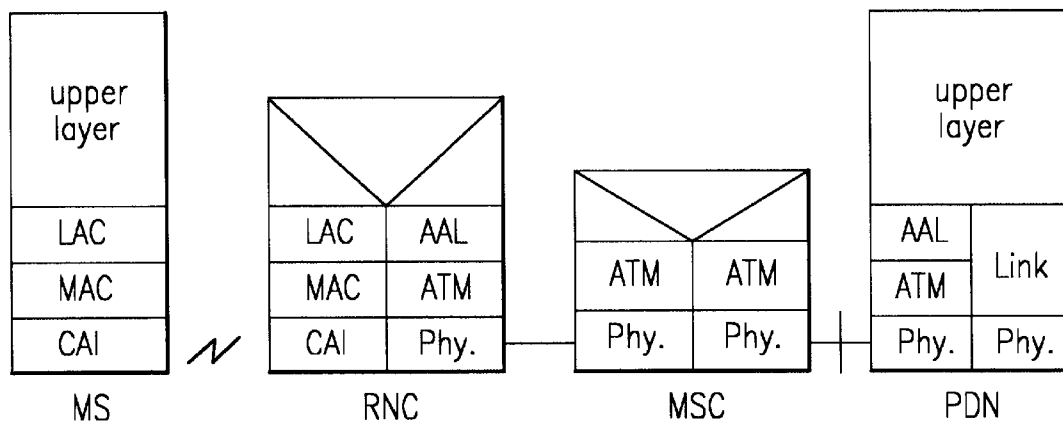 upper
layer
LAC
MAC
CAI
MS
LAC AAL
MAC ATM
CAI Phy.
RNC
ATM ATM
Phy. Phy.
MSC
upper
layer
AAL
Link
ATM
Phy. Phy.
PDN